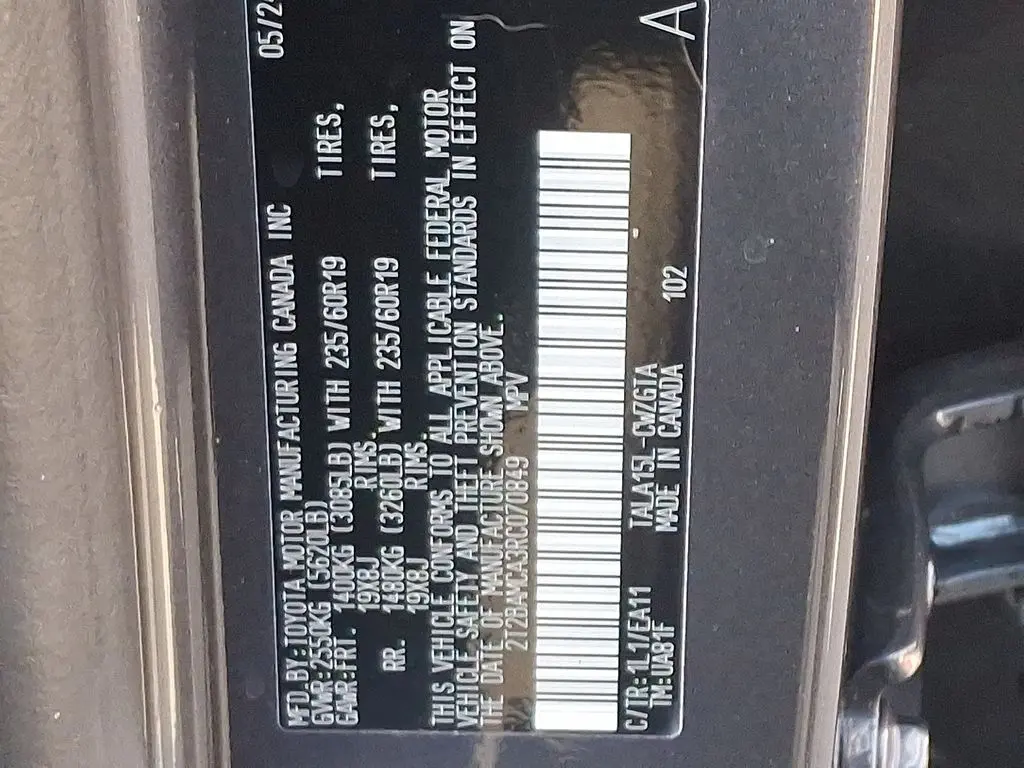 MFD BY: TOYOTA MOTOR MANUFACTURING CANADA INC 05/2
GVWR: 2550KG (5620LB)
GAWR: FRT. 1400KG (3085LB) WITH 235/60R19 TIRES,
19X8J RIMS.
RR. 1480KG (3260LB) WITH 235/60R19 TIRES,
19X8J RIMS.
THIS VEHICLE CONFORMS TO ALL APPLICABLE FEDERAL MOTOR
VEHICLE SAFETY AND THEFT PREVENTION STANDARDS IN EFFECT ON
THE DATE OF MANUFACTURE SHOWN ABOVE.
MPV
C/TR: 1L1/EA11 TALA15L-CWZG1A
TM: UA81F MADE IN CANADA 102 A